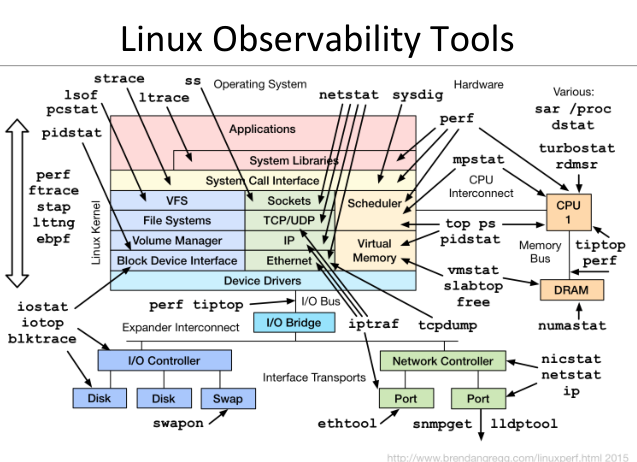 Linux Observability Tools
strace
ss
Operating System
netstat
sysdig
Hardware
Various:
sar /proc
dstat
lsof
pcstat
ltrace
pidstat
perf
Applications
turbostat
rdmsr
System Libraries
mpstat
System Call Interface
CPU
Interconnect
perf
ftrace
stap
lttng
ebpf
Linux Kernel
VFS
Sockets
Scheduler
CPU
1
File Systems
TCP/UDP
top ps
pidstat
Volume Manager
IP
Virtual
Memory
Memory
Bus
tiptop
perf
Block Device Interface
Ethernet
vmstat
slabtop
free
Device Drivers
DRAM
iostat
iotop
blktrace
perf tiptop
I/O Bus
I/O Bridge
iptraf
tcpdump
numastat
Expander Interconnect
I/O Controller
Network Controller
nicstat
netstat
ip
Interface Transports
Disk
Disk
Swap
Port
Port
swapon
ethtool
snmpget
lldptool
http://www.brendangregg.com/linuxperf.html 2015